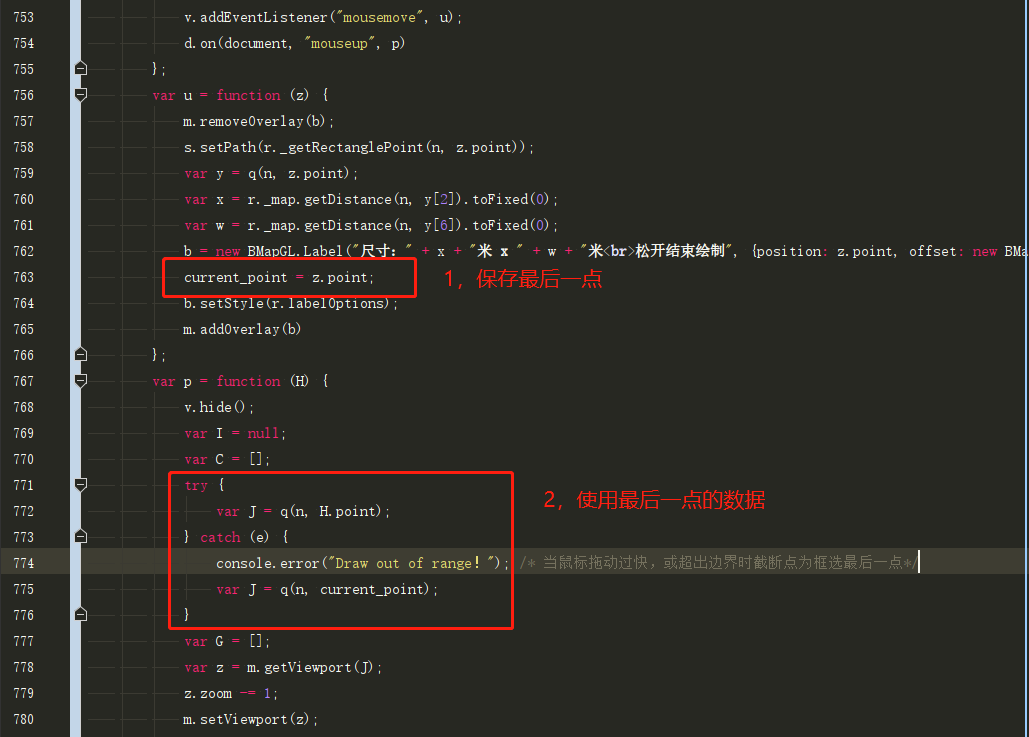 753 v.addEventListener("mousemove", u);
754 d.on(document, "mouseup", p)
755 };
756 var u = function (z) {
757 m.removeOverlay(b);
758 s.setPath(r._getRectanglePoint(n, z.point));
759 var y = q(n, z.point);
760 var x = r._map.getDistance(n, y[2]).toFixed(0);
761 var w = r._map.getDistance(n, y[6]).toFixed(0);
762 b = new BMapGL.Label("尺寸：" + x + "米 x " + w + "米<br>松开结束绘制", {position: z.point, offset: new BMa
763 current_point = z.point; 1，保存最后一点
764 b.setStyle(r.labelOptions);
765 m.addOverlay(b)
766 };
767 var p = function (H) {
768 v.hide();
769 var I = null;
770 var C = [];
771 try {
2，使用最后一点的数据
772 var J = q(n, H.point);
773 } catch (e) {
774 console.error("Draw out of range！"); /* 当鼠标拖动过快，或超出边界时截断点为框选最后一点*/
775 var J = q(n, current_point);
776 }
777 var G = [];
778 var z = m.getViewport(J);
779 z.zoom -= 1;
780 m.setViewport(z);